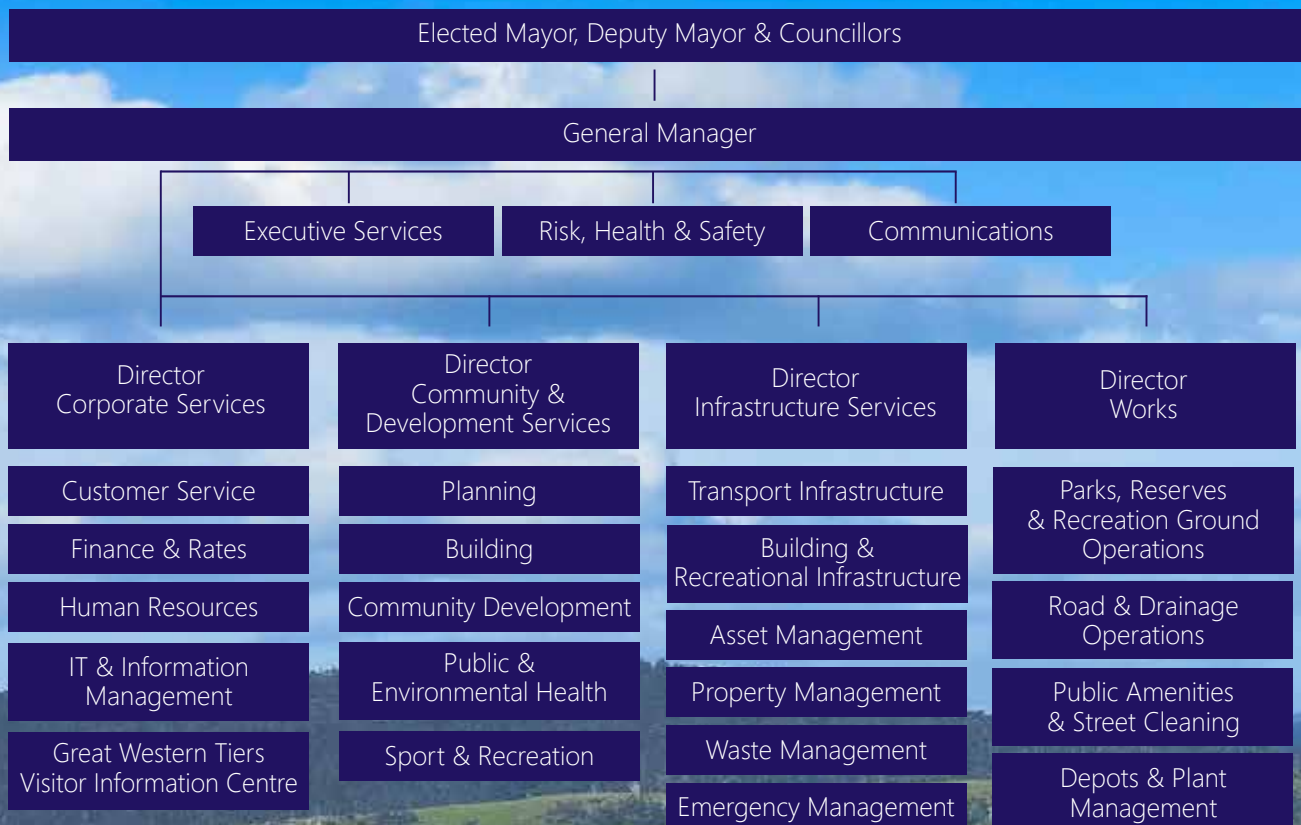 Elected Mayor, Deputy Mayor & Councillors
General Manager
Executive Services
Risk, Health & Safety
Communications
Director
Corporate Services
Customer Service
Finance & Rates
Human Resources
IT & Information
Management
Great Western Tiers
Visitor Information Centre
Director
Community &
Development Services
Planning
Building
Community Development
Public &
Environmental Health
Sport & Recreation
Director
Infrastructure Services
Transport Infrastructure
Building &
Recreational Infrastructure
Asset Management
Property Management
Waste Management
Emergency Management
Director
Works
Parks, Reserves
& Recreation Ground
Operations
Road & Drainage
Operations
Public Amenities
& Street Cleaning
Depots & Plant
Management